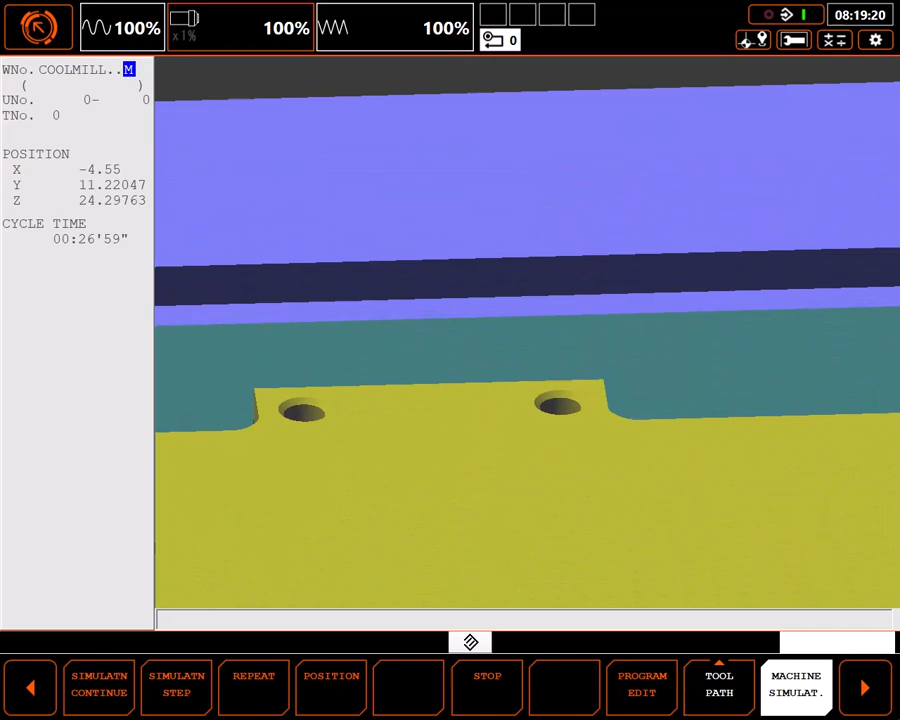 100%
x1%
100%
100%
0
08:19:20
WNo. COOLMILL..M
( )
UNo. 0- 0
TNo. 0
POSITION
X -4.55
Y 11.22047
Z 24.29763
CYCLE TIME
00:26'59"
SIMULATN CONTINUE
SIMULATN STEP
REPEAT
POSITION
STOP
PROGRAM EDIT
TOOL PATH
MACHINE SIMULAT.